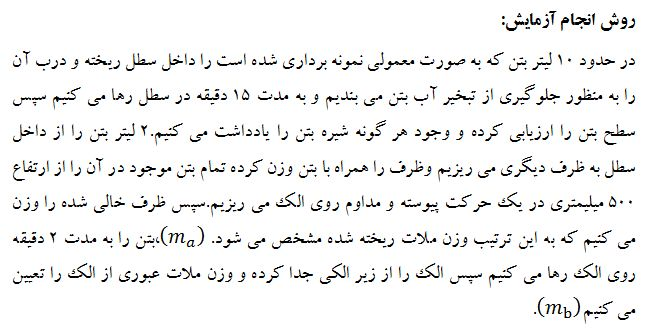 روش انجام آزمایش:
در حدود ۱۰ لیتر بتن که به صورت معمولی نمونه برداری شده است را داخل سطل ریخته و درب آن
را به منظور جلوگیری از تبخیر آب بتن می بندیم و به مدت ۱۵ دقیقه در سطل رها می کنیم سپس
سطح بتن را ارزیابی کرده و وجود هر گونه شیره بتن را یادداشت می کنیم.۲ لیتر بتن را از داخل
سطل به ظرف دیگری می ریزیم وظرف را همراه با بتن وزن کرده تمام بتن موجود در آن را از ارتفاع
۵۰۰ میلیمتری در یک حرکت پیوسته و مداوم روی الک می ریزیم.سپس ظرف خالی شده را وزن
می کنیم که به این ترتیب وزن ملات ریخته شده مشخص می شود. (mₐ)،بتن را به مدت ۲ دقیقه
روی الک رها می کنیم سپس الک را از زیر الکی جدا کرده و وزن ملات عبوری از الک را تعیین
می کنیم(m_b).